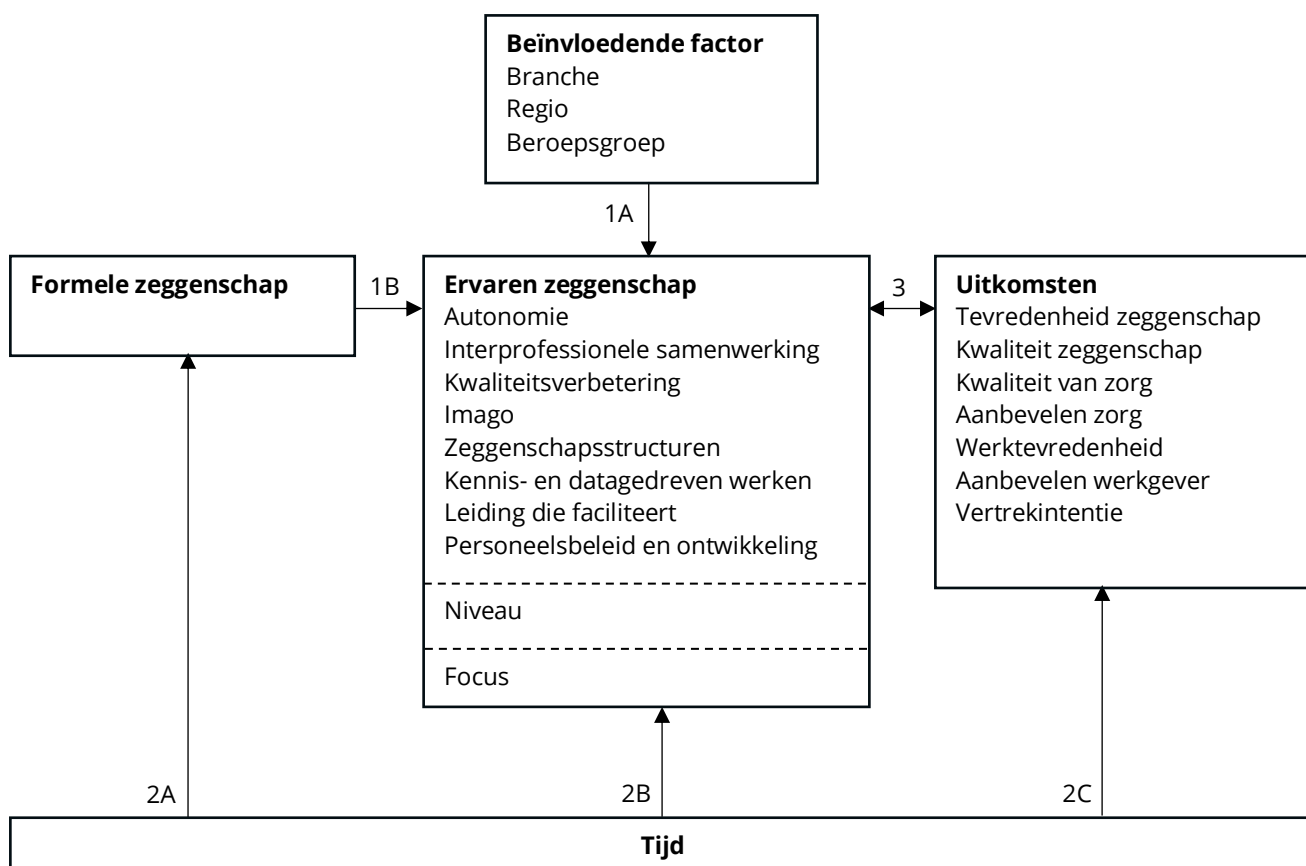 Beïnvloedende factor
Branche
Regio
Beroepsgroep
1A
Formele zeggenschap
1B
Ervaren zeggenschap
Autonomie
Interprofessionele samenwerking
Kwaliteitsverbetering
Imago
Zeggenschapsstructuren
Kennis- en datagedreven werken
Leiding die faciliteert
Personeelsbeleid en ontwikkeling
Niveau
Focus
3
Uitkomsten
Tevredenheid zeggenschap
Kwaliteit zeggenschap
Kwaliteit van zorg
Aanbevelen zorg
Werktevredenheid
Aanbevelen werkgever
Vertrekintentie
2A
2B
2C
Tijd